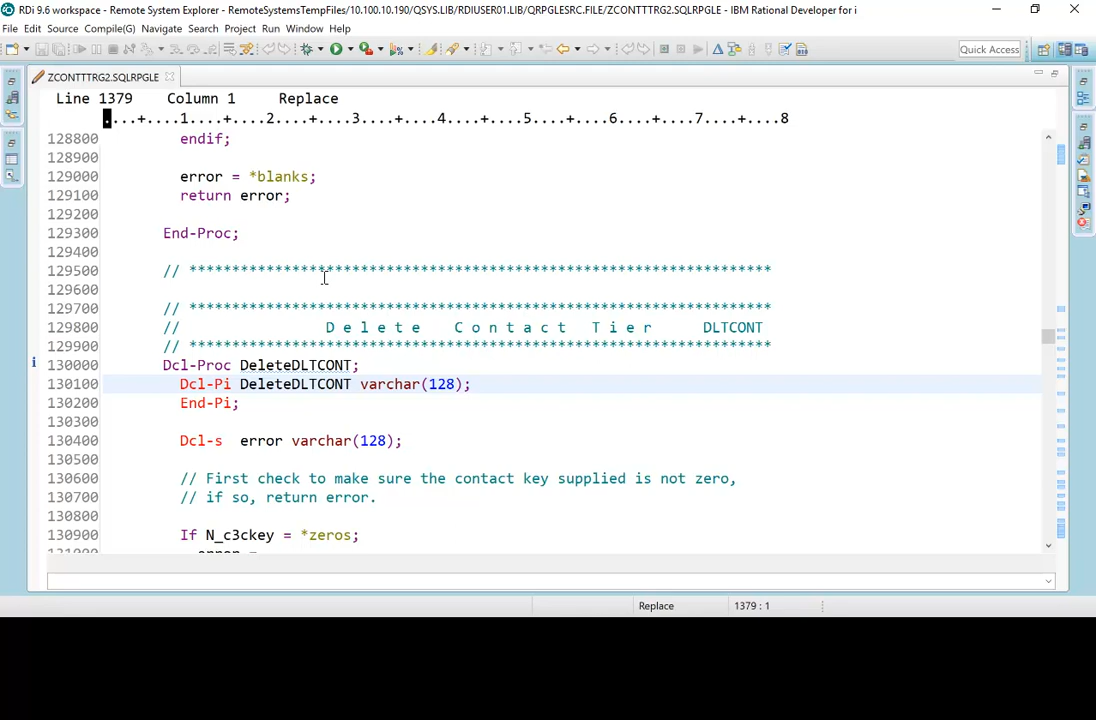 RDi 9.6 workspace - Remote System Explorer - RemoteSystemsTempFiles/10.100.10.190/QSYS.LIB/RDIUSER01.LIB/QRPGLESRC.FILE/ZCONTTTRG2.SQLRPGLE - IBM Rational Developer for i
File Edit Source Compile(G) Navigate Search Project Run Window Help
Quick Access
ZCONTTTRG2.SQLRPGLE
Line 1379 Column 1 Replace
....+....1....+....2....+....3....+....4....+....5....+....6....+....7....+....8
128800 endif;
128900
129000 error = *blanks;
129100 return error;
129200
129300 End-Proc;
129400
129500 // ********************************************************************
129600
129700 // ********************************************************************
129800 // D e l e t e C o n t a c t T i e r DLTCONT
129900 // ********************************************************************
130000 Dcl-Proc DeleteDLTCONT;
130100 Dcl-Pi DeleteDLTCONT varchar(128);
130200 End-Pi;
130300
130400 Dcl-s error varchar(128);
130500
130600 // First check to make sure the contact key supplied is not zero,
130700 // if so, return error.
130800
130900 If N_c3ckey = *zeros;
131000 error =
Replace 1379 : 1